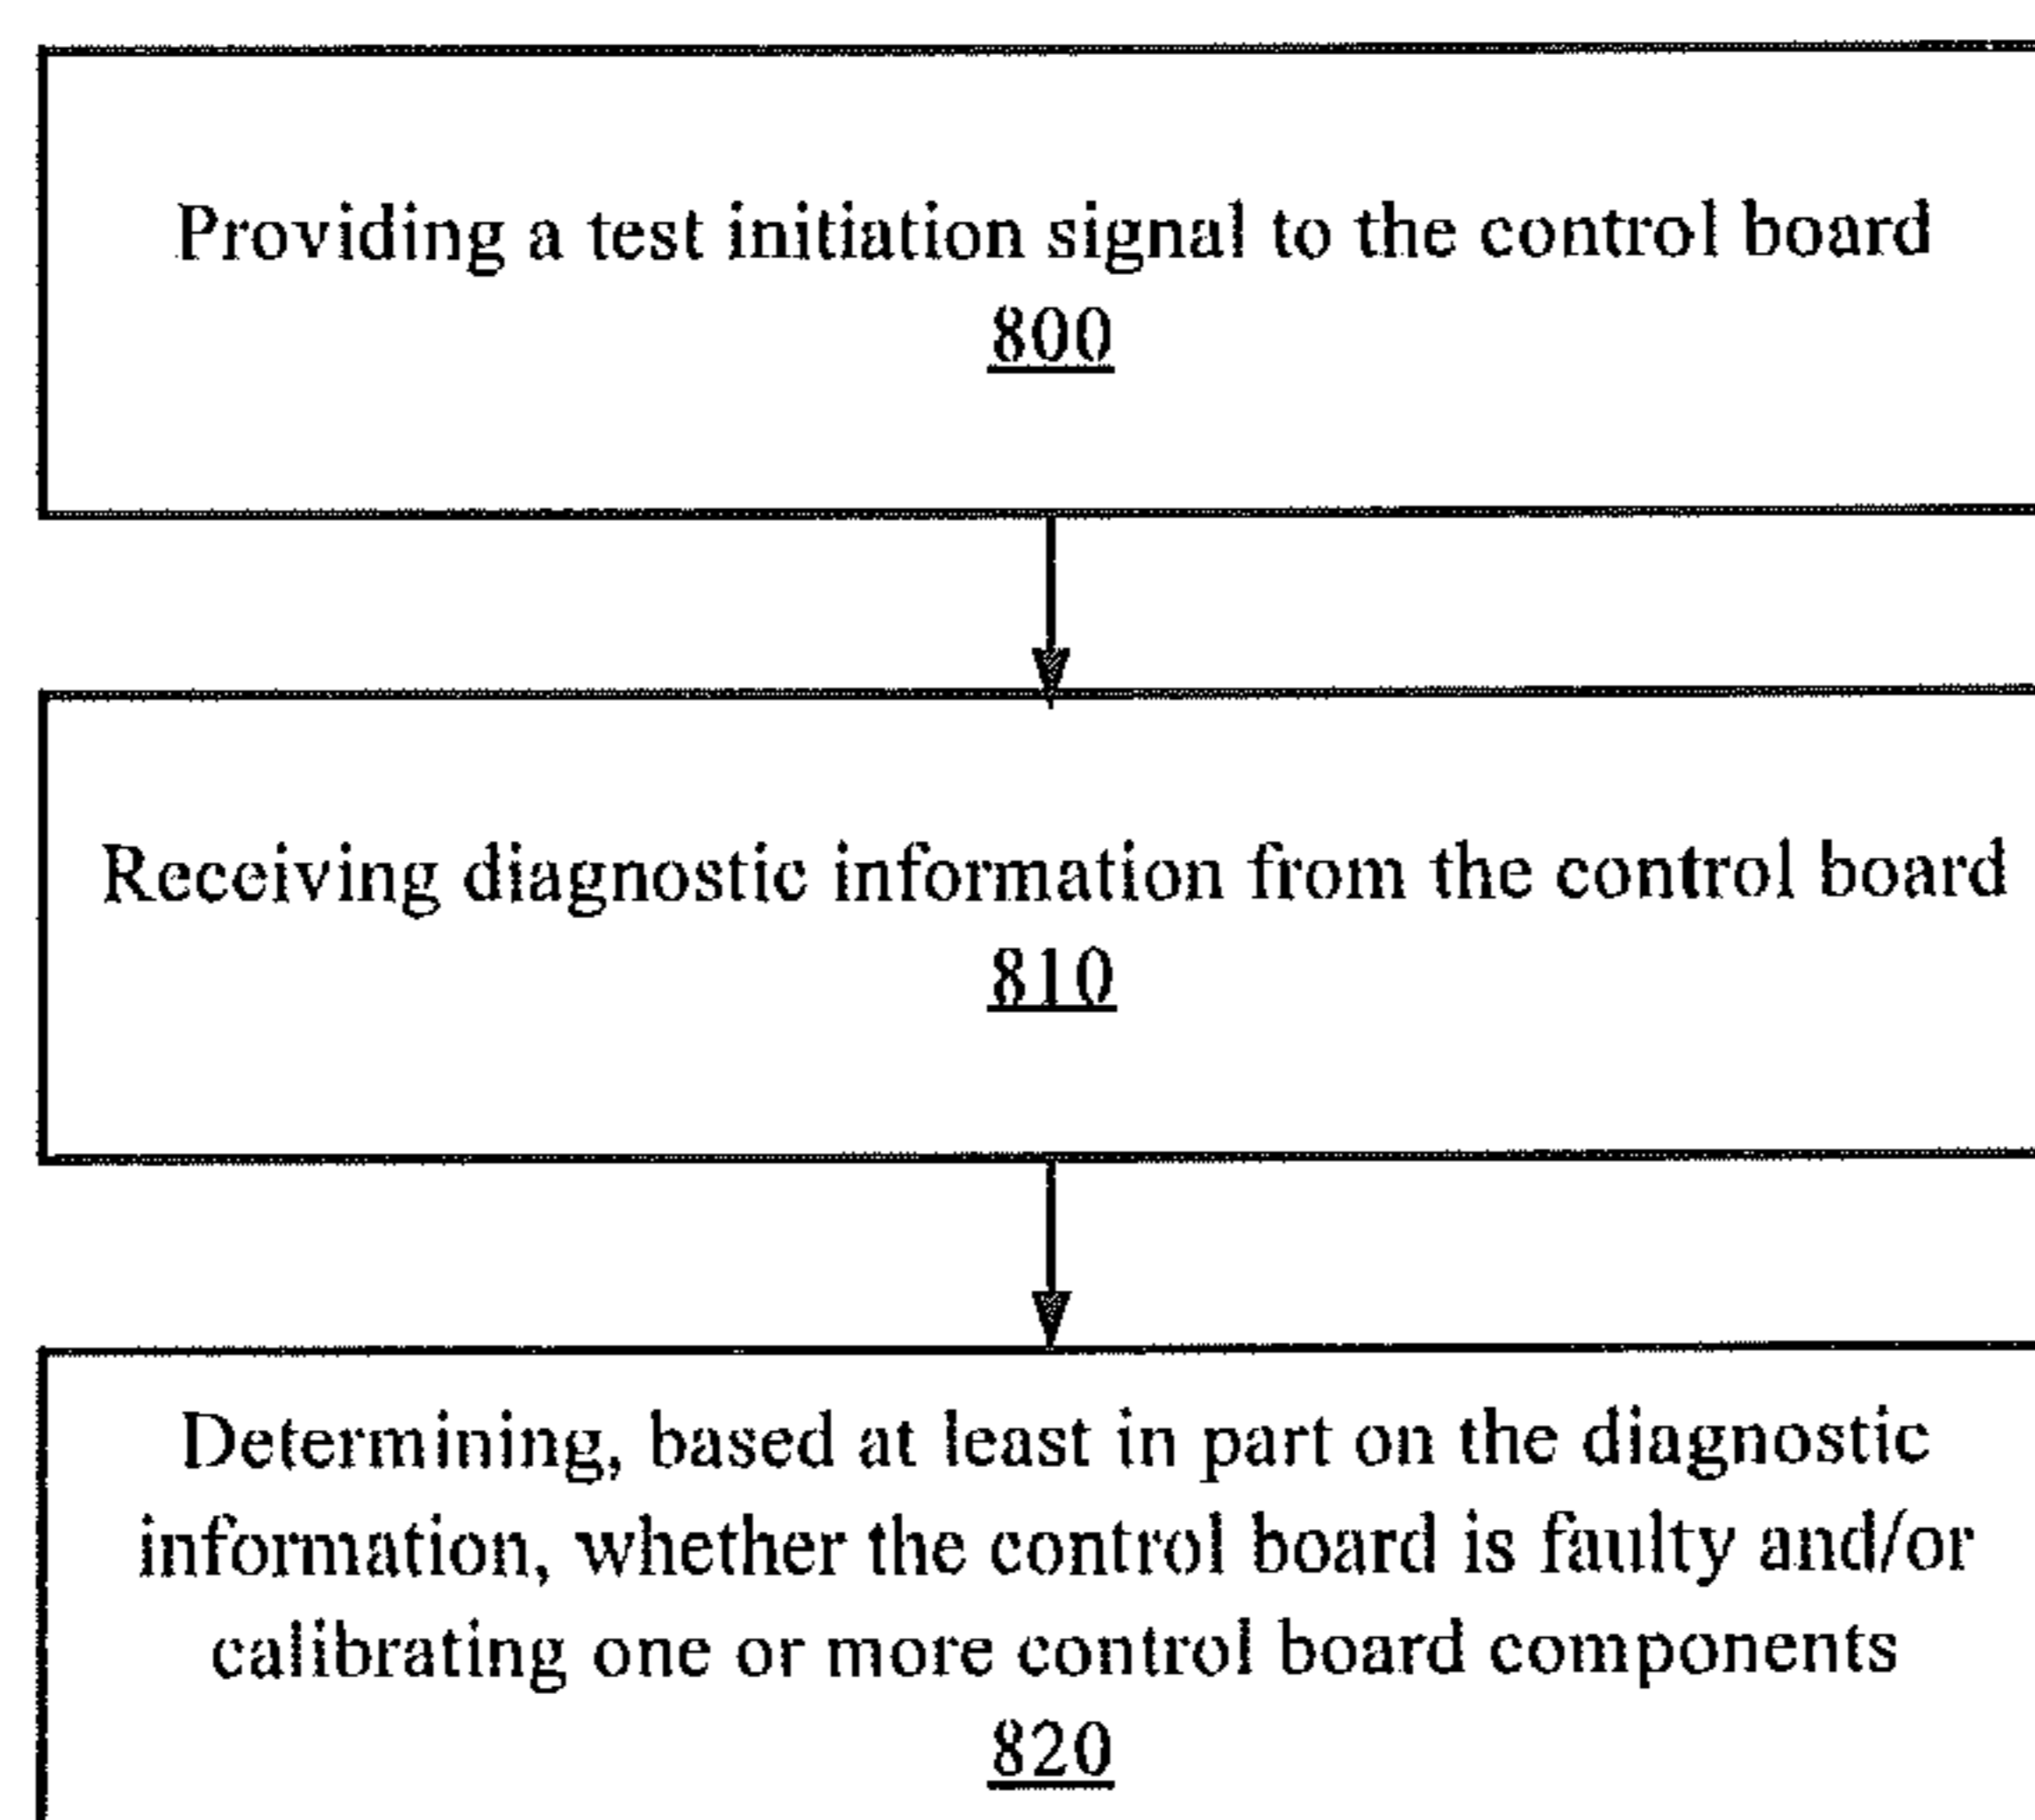 Providing a test initiation signal to the control board
800
Receiving diagnostic information from the control board
810
Determining, based at least in part on the diagnostic
information, whether the control board is faulty and/or
calibrating one or more control board components
820